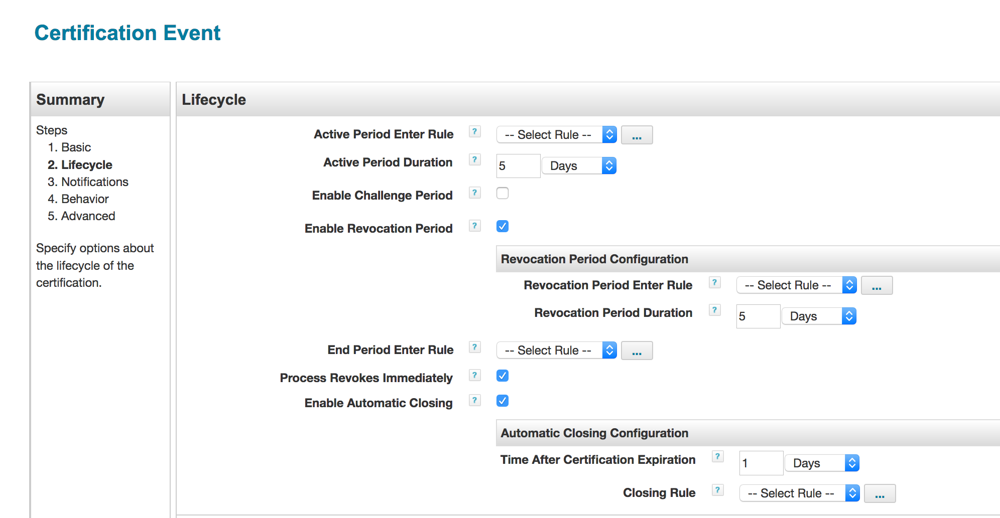 Certification Event
Summary
Steps
1. Basic
2. Lifecycle
3. Notifications
4. Behavior
5. Advanced
Specify options about
the lifecycle of the
certification.
Lifecycle
Active Period Enter Rule ? -- Select Rule -- ...
Active Period Duration ? 5 Days
Enable Challenge Period ?
Enable Revocation Period ?
Revocation Period Configuration
Revocation Period Enter Rule ? -- Select Rule -- ...
Revocation Period Duration ? 5 Days
End Period Enter Rule ? -- Select Rule -- ...
Process Revokes Immediately ?
Enable Automatic Closing ?
Automatic Closing Configuration
Time After Certification Expiration ? 1 Days
Closing Rule ? -- Select Rule -- ...